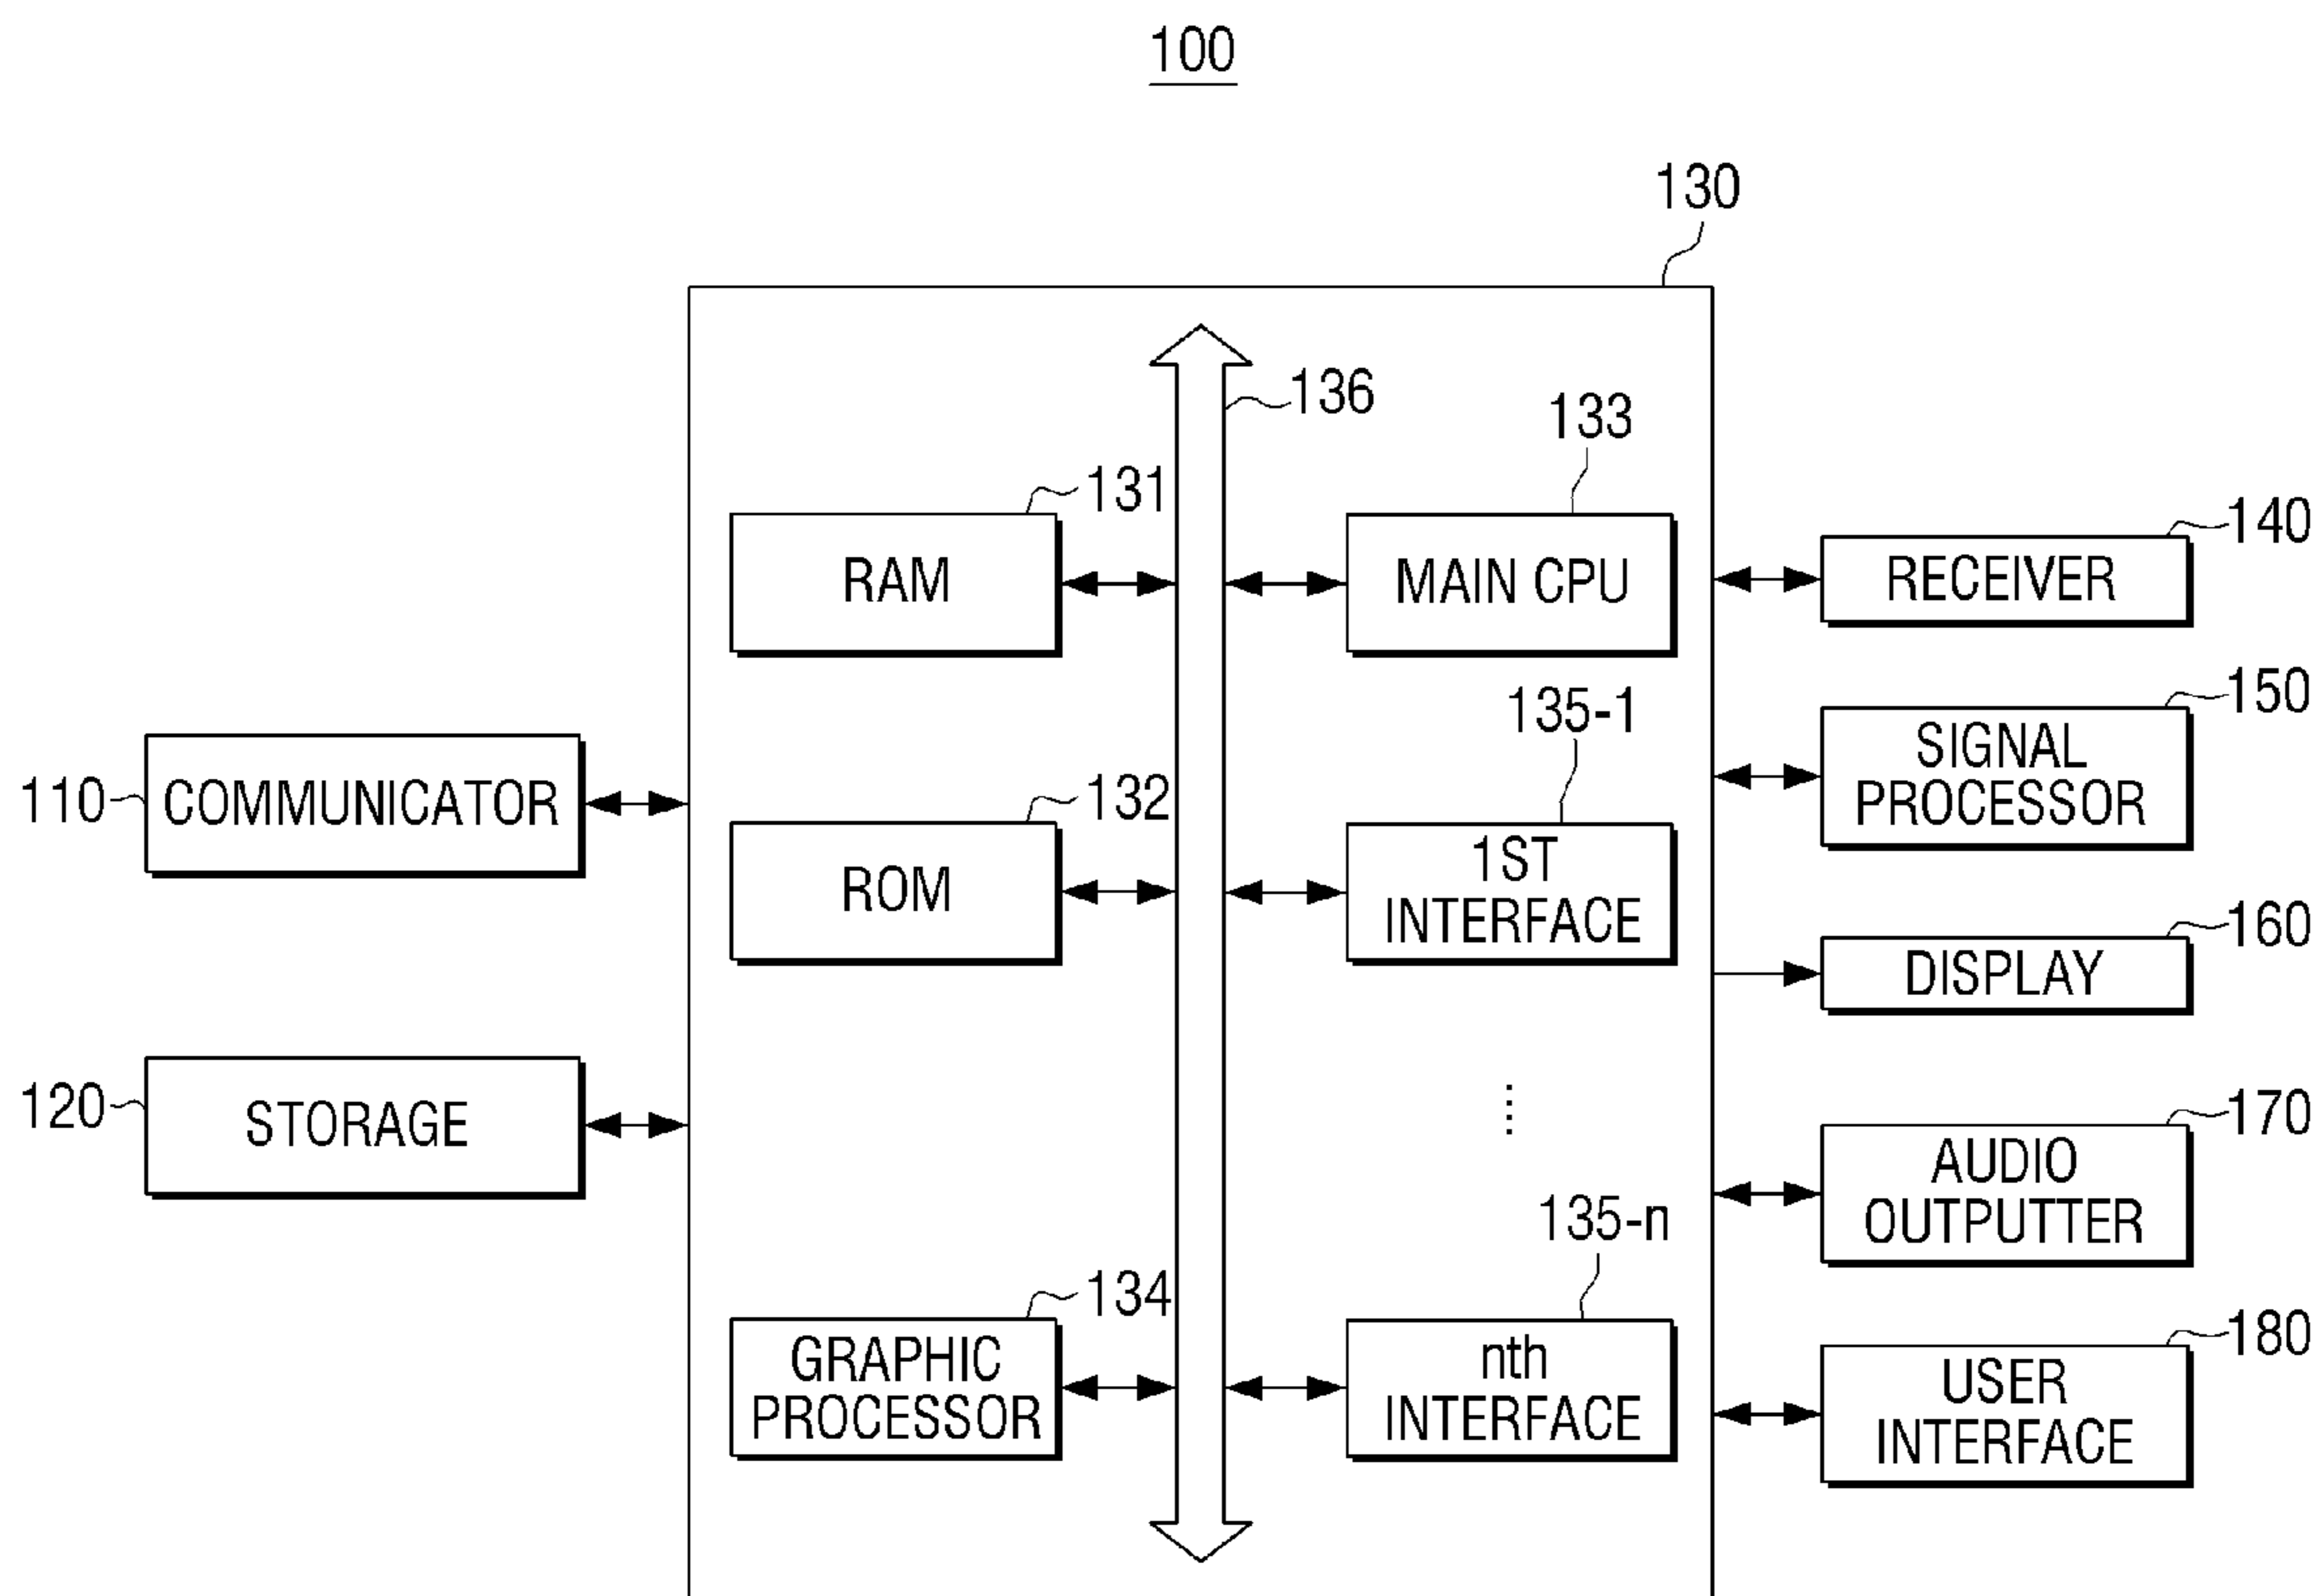 100
130
136
133
131
RAM
MAIN CPU
140
RECEIVER
135-1
150
SIGNAL
PROCESSOR
110
COMMUNICATOR
132
ROM
1ST
INTERFACE
160
DISPLAY
120
STORAGE
170
AUDIO
OUTPUTTER
135-n
134
GRAPHIC
PROCESSOR
nth
INTERFACE
180
USER
INTERFACE